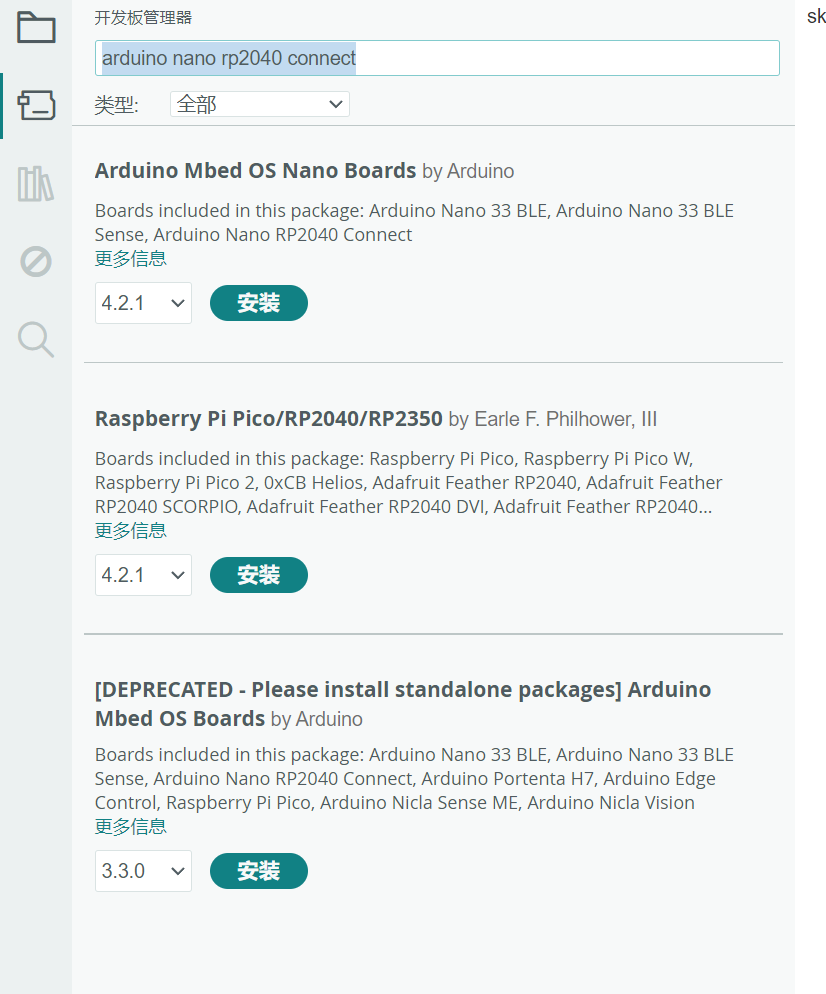 开发板管理器
sk
arduino nano rp2040 connect
类型:
全部
Arduino Mbed OS Nano Boards by Arduino
Boards included in this package: Arduino Nano 33 BLE, Arduino Nano 33 BLE
Sense, Arduino Nano RP2040 Connect
更多信息
4.2.1
安装
Raspberry Pi Pico/RP2040/RP2350 by Earle F. Philhower, III
Boards included in this package: Raspberry Pi Pico, Raspberry Pi Pico W,
Raspberry Pi Pico 2, 0xCB Helios, Adafruit Feather RP2040, Adafruit Feather
RP2040 SCORPIO, Adafruit Feather RP2040 DVI, Adafruit Feather RP2040...
更多信息
4.2.1
安装
[DEPRECATED - Please install standalone packages] Arduino
Mbed OS Boards by Arduino
Boards included in this package: Arduino Nano 33 BLE, Arduino Nano 33 BLE
Sense, Arduino Nano RP2040 Connect, Arduino Portenta H7, Arduino Edge
Control, Raspberry Pi Pico, Arduino Nicla Sense ME, Arduino Nicla Vision
更多信息
3.3.0
安装